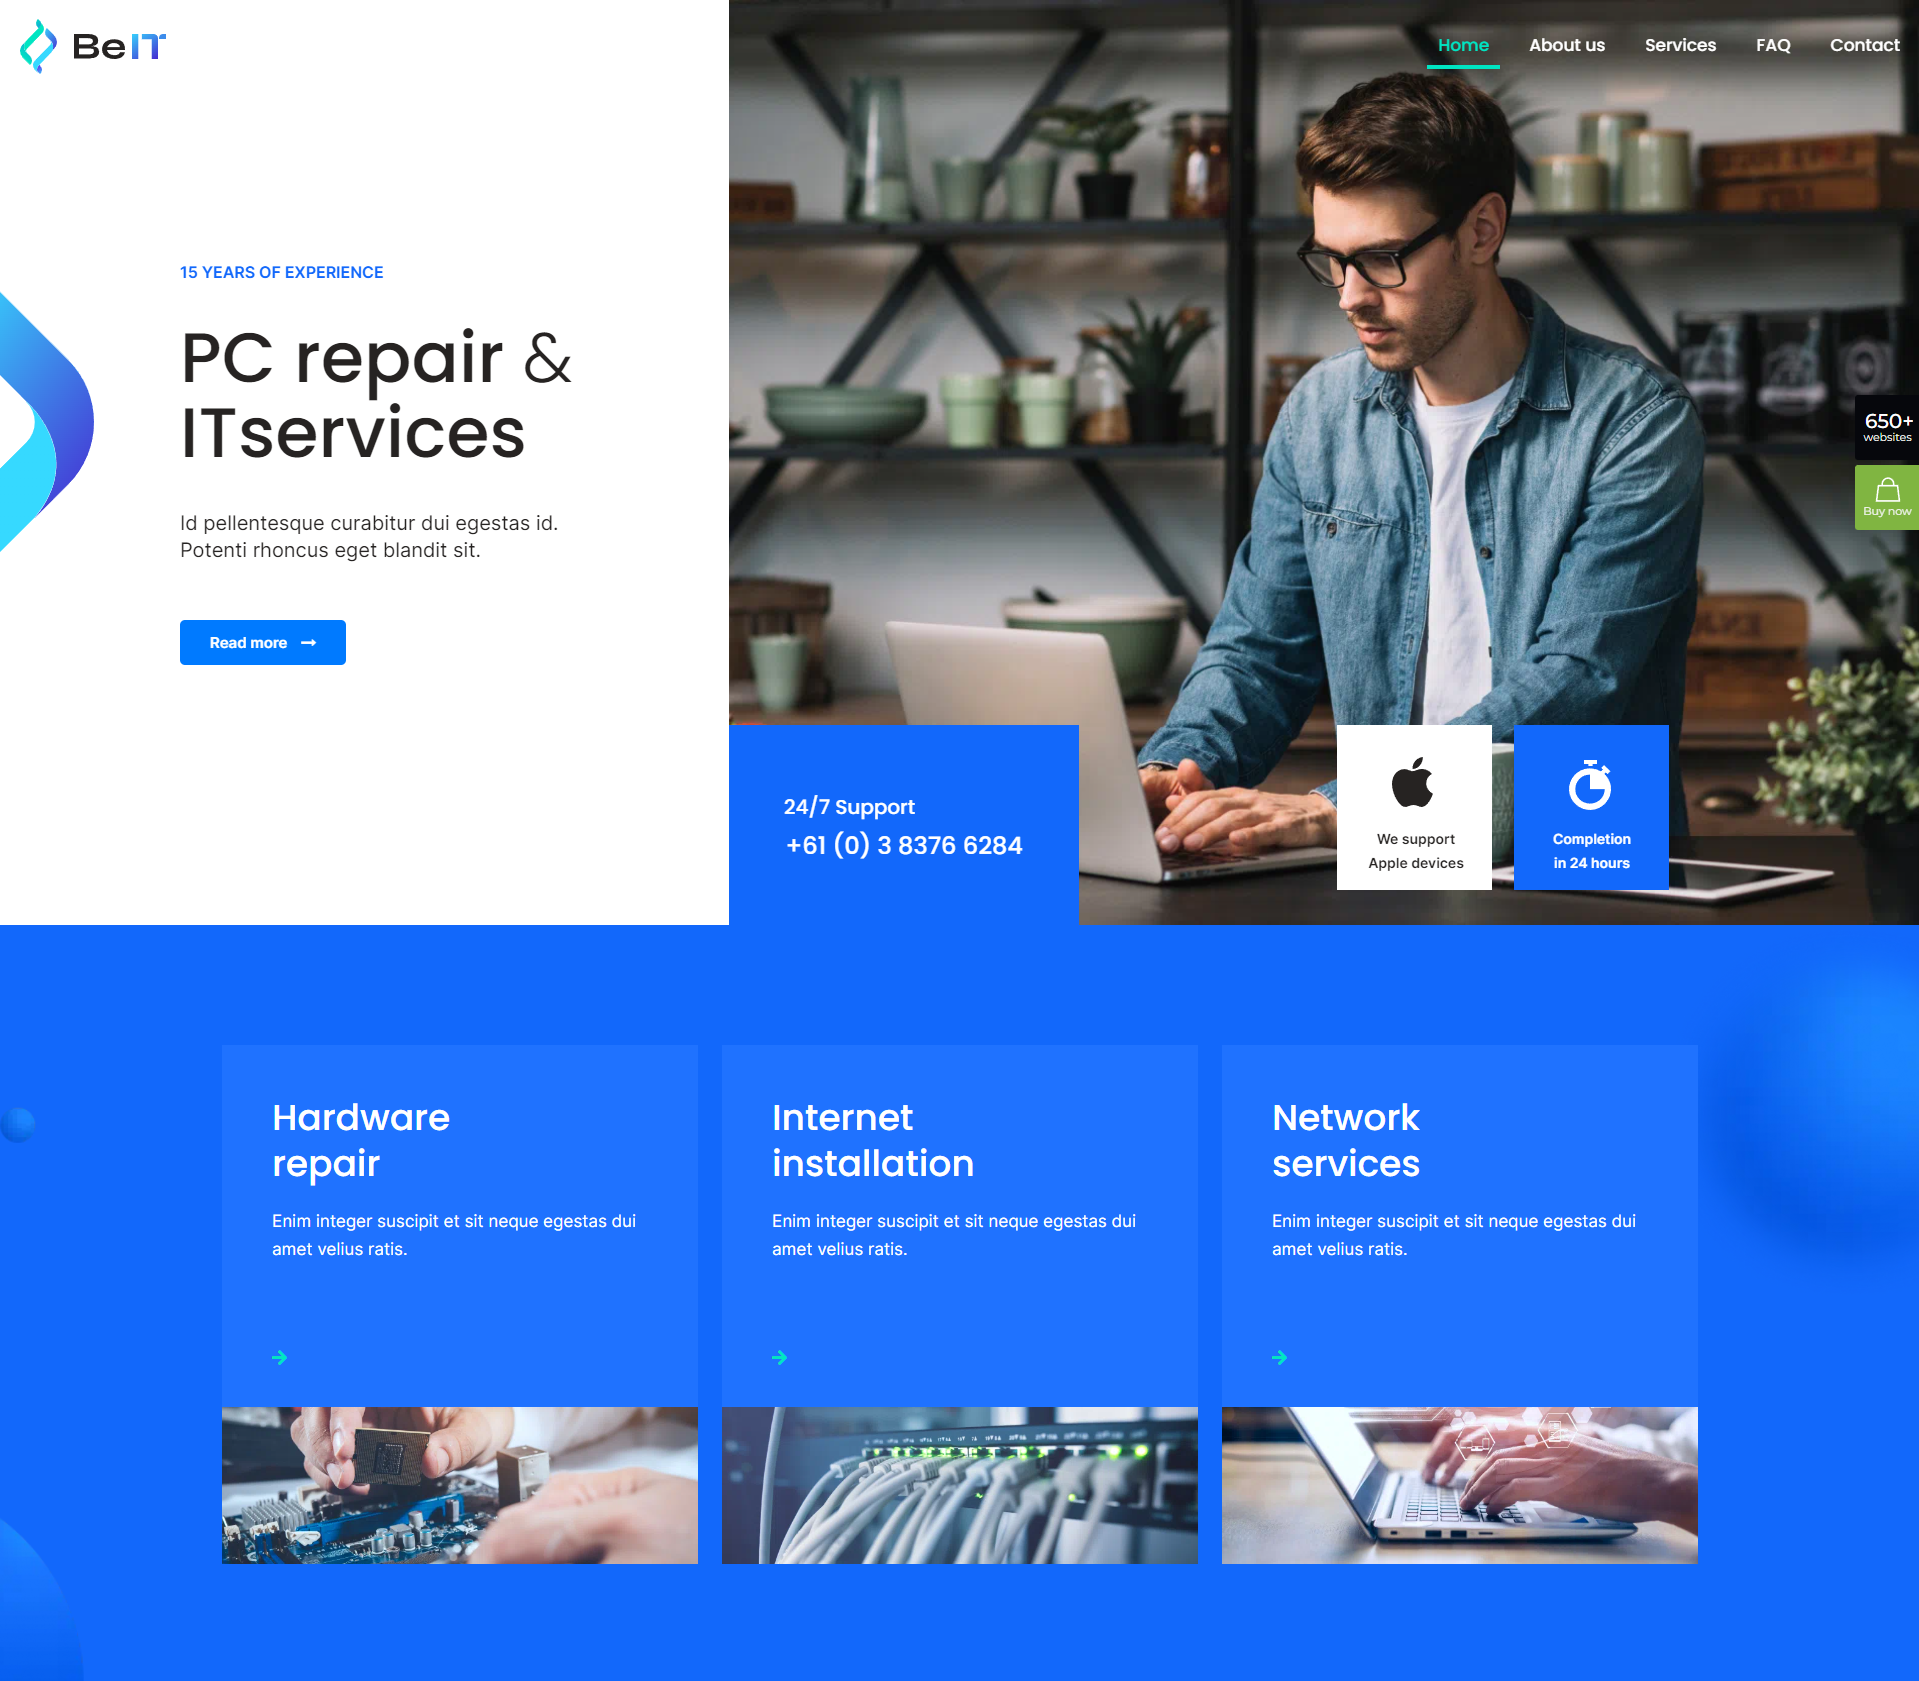 BeIT
Home
About us
Services
FAQ
Contact
15 YEARS OF EXPERIENCE
PC repair &
ITservices
Id pellentesque curabitur dui egestas id.
Potenti rhoncus eget blandit sit.
Read more
650+
websites
Buy now
24/7 Support
+61 (0) 3 8376 6284
We support
Apple devices
Completion
in 24 hours
Hardware
repair
Enim integer suscipit et sit neque egestas dui
amet velius ratis.
Internet
installation
Enim integer suscipit et sit neque egestas dui
amet velius ratis.
Network
services
Enim integer suscipit et sit neque egestas dui
amet velius ratis.